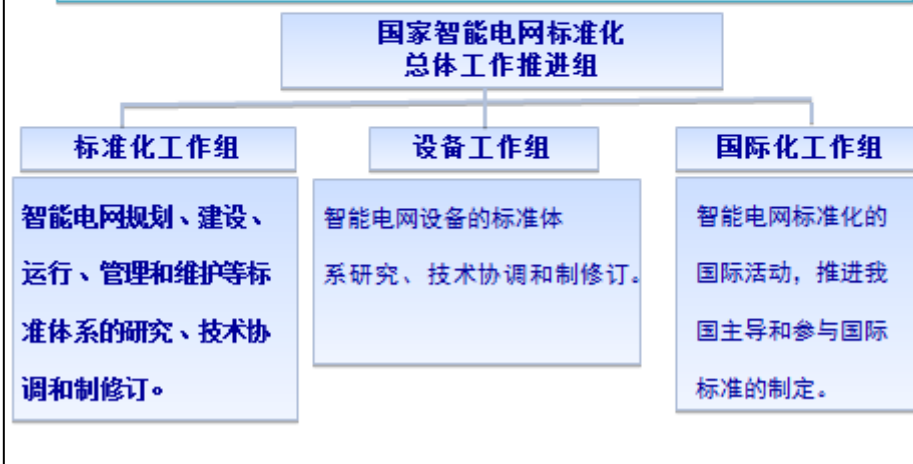 国家智能电网标准化
总体工作推进组
标准化工作组
设备工作组
国际化工作组
智能电网规划、建设、
运行、管理和维护等标
准体系的研究、技术协
调和制修订。
智能电网设备的标准体
系研究、技术协调和制修订。
智能电网标准化的
国际活动，推进我
国主导和参与国际
标准的制定。